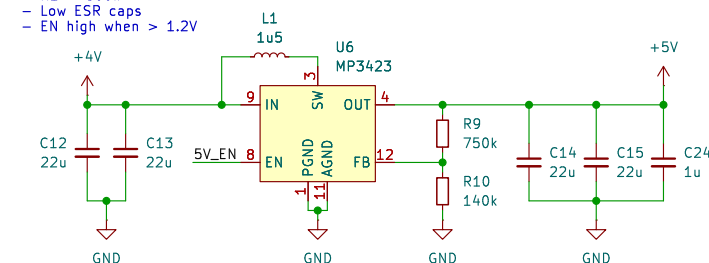 - Low ESR caps
- EN high when > 1.2V
L1
1u5
+4V
U6
MP3423
+5V
3
SW
9
IN
OUT
4
C12
22u
C13
22u
5V_EN
8
EN
PGND
AGND
FB
12
1
11
R9
750k
R10
140k
C14
22u
C15
22u
C24
1u
GND
GND
GND
GND